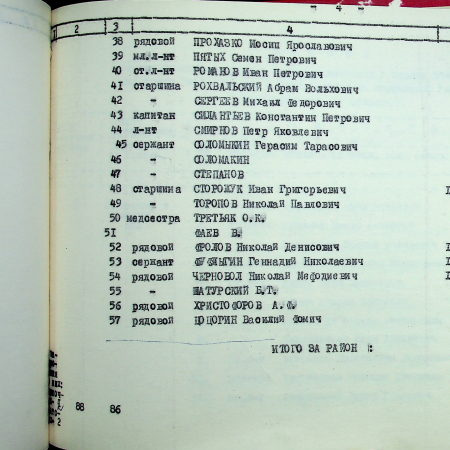 - 4 -
2 3 4
38 рядовой ПРОХАЗКО Иосип Ярославович
39 мл.л-нт ПЯТЫХ Семен Петрович
40 ст.л-нт РОМАНОВ Иван Петрович
41 старшина РОХВАЛЬСКИЙ Абрам Вольхович
42 - СЕРГЕЕВ Михаил Федорович
43 капитан СИЛАНТЬЕВ Константин Петрович
44 л-нт СМИРНОВ Петр Яковлевич
45 сержант СОЛОМЫКИН Герасим Тарасович
46 - СОЛОМАКИН
47 - СТЕПАНОВ
48 старшина СТОРОЖУК Иван Григорьевич
49 - ТОРОПОВ Николай Павлович
50 медсестра ТРЕТЬЯК О.К.
51 ФАЕВ В.
52 рядовой ФРОЛОВ Николай Денисович
53 сержант Геннадий Николаевич
54 рядовой ЧЕРНОВОЛ Николай Мефодиевич
55 - ШАТУРСКИЙ Б.Т.
56 рядовой ХРИСТОФОРОВ А.Ф.
57 рядовой Василий Фомич
ИТОГО ЗА РАЙОН :
88 86